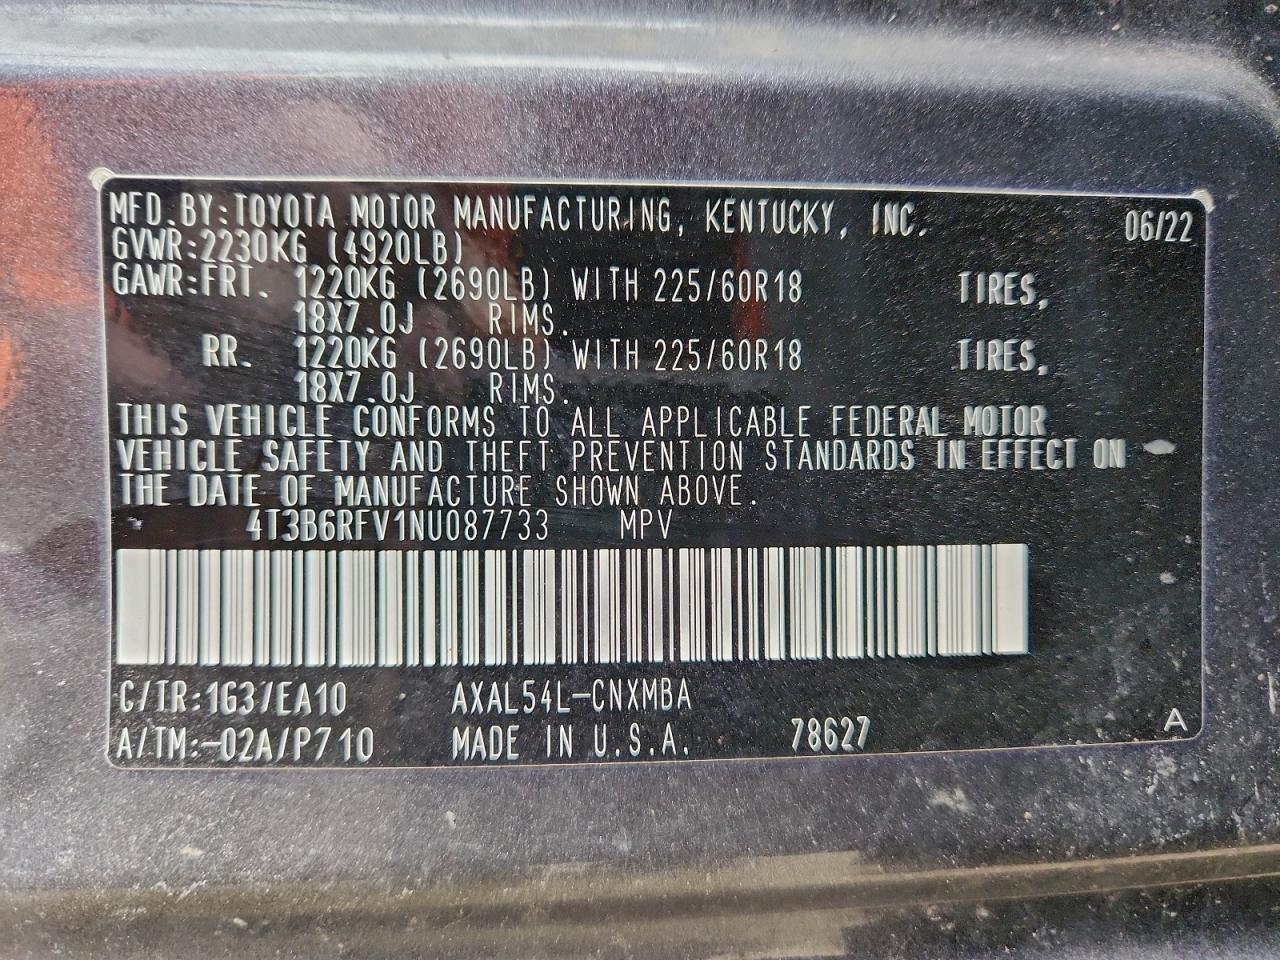 MFD.BY:TOYOTA MOTOR MANUFACTURING, KENTUCKY, INC. 06/22
GVWR:2230KG (4920LB)
GAWR:FRT. 1220KG (2690LB) WITH 225/60R18 TIRES,
18X7.0J RIMS.
RR. 1220KG (2690LB) WITH 225/60R18 TIRES,
18X7.0J RIMS.
THIS VEHICLE CONFORMS TO ALL APPLICABLE FEDERAL MOTOR
VEHICLE SAFETY AND THEFT PREVENTION STANDARDS IN EFFECT ON
THE DATE OF MANUFACTURE SHOWN ABOVE.
4T3B6RFV1NU087733 MPV
C/TR:1G3/EA10 AXAL54L-CNXMBA
A/TM:-02A/P710 MADE IN U.S.A. 78627 A